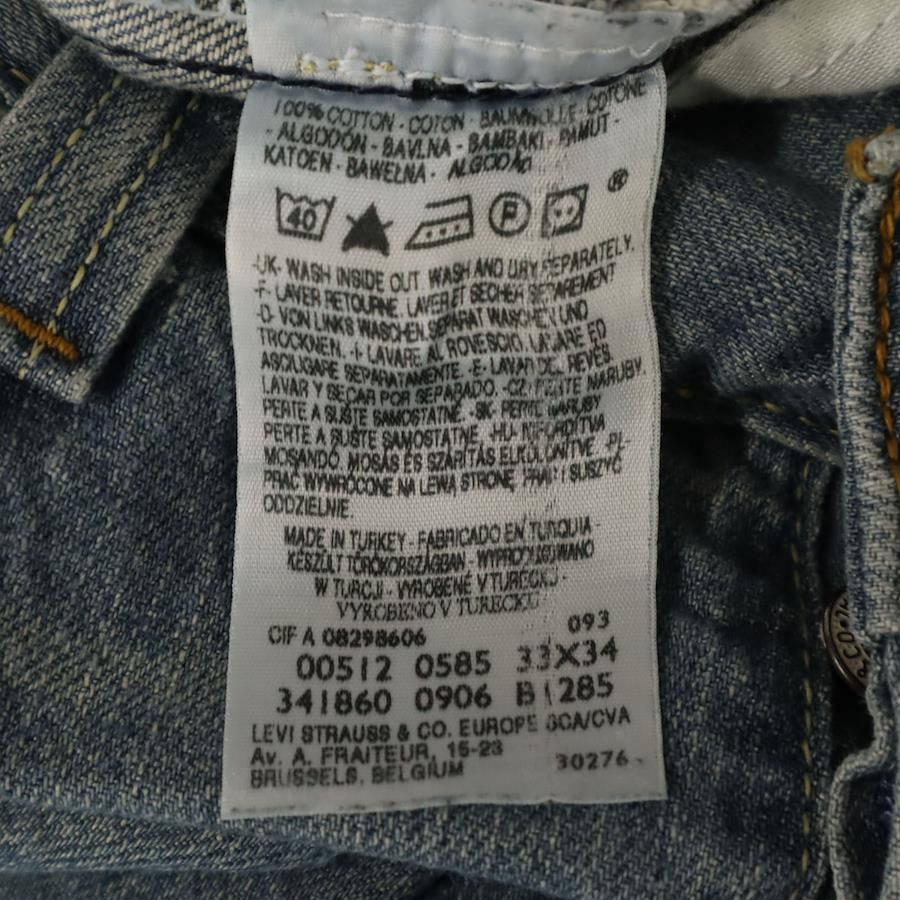 100% COTTON - COTON - BAUMWOLLE - COTONE
- ALGODÓN - BAVLNA - BAMBAKI - PAMUT -
KATOEN - BAWEŁNA - ALGODÃO
®
40 P
-UK- WASH INSIDE OUT. WASH AND DRY SEPARATELY.
-F- LAVER RETOURNE. LAVER ET SECHER SEPAREMENT
-D- VON LINKS WASCHEN. SEPARAT WASCHEN UND
TROCKNEN. -I- LAVARE AL ROVESCIO. LAVARE ED
ASCIUGARE SEPARATAMENTE. -E- LAVAR DEL REVÉS.
LAVAR Y SECAR POR SEPARADO. -CZ- PERTE NARUBY.
PERTE A SUŠTE SAMOSTATNE. -SK- PERTE NARUBY
PERTE A SUŠTE SAMOSTATNE. -HU- KIFORDÍTVA
MOSANDÓ. MOSÁS ÉS SZÁRÍTÁS ELKÜLÖNÍTVE. -PL-
PRAĆ WYWRÓCONE NA LEWĄ STRONĘ. PRAĆ I SUSZYĆ
ODDZIELNIE.
MADE IN TURKEY - FABRICADO EN TURQUIA -
KÉSZÜLT TÖRÖKORSZÁGBAN - WYPRODUKOWANO
W TURCJI - VYROBENÉ V TURECKU -
VYROBENO V TURECKU
093
CIF A 08298606
00512 0585 33X34
341860 0906 B1285
LEVI STRAUSS & CO. EUROPE SCA/CVA
Av. A. FRAITEUR, 15-23
BRUSSELS, BELGIUM 30276
& CO